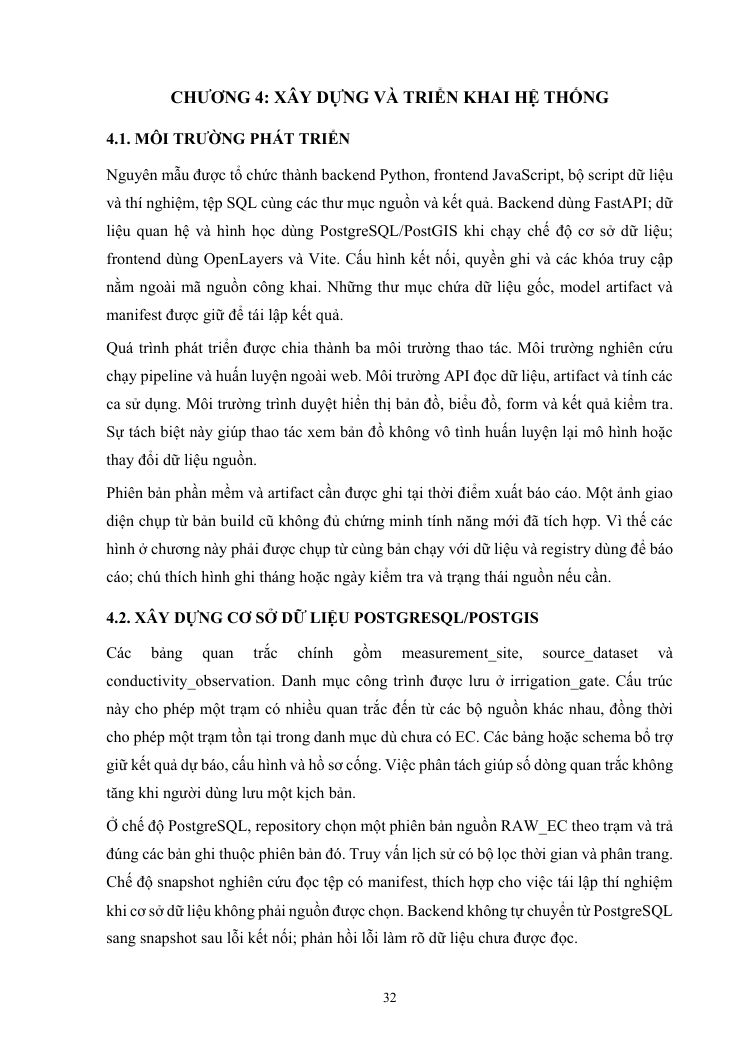 CHƯƠNG 4: XÂY DỰNG VÀ TRIỂN KHAI HỆ THỐNG
4.1. MÔI TRƯỜNG PHÁT TRIỂN
Nguyên mẫu được tổ chức thành backend Python, frontend JavaScript, bộ script dữ liệu
và thí nghiệm, tệp SQL cùng các thư mục nguồn và kết quả. Backend dùng FastAPI; dữ
liệu quan hệ và hình học dùng PostgreSQL/PostGIS khi chạy chế độ cơ sở dữ liệu;
frontend dùng OpenLayers và Vite. Cấu hình kết nối, quyền ghi và các khóa truy cập
nằm ngoài mã nguồn công khai. Những thư mục chứa dữ liệu gốc, model artifact và
manifest được giữ để tái lập kết quả.
Quá trình phát triển được chia thành ba môi trường thao tác. Môi trường nghiên cứu
chạy pipeline và huấn luyện ngoài web. Môi trường API đọc dữ liệu, artifact và tính các
ca sử dụng. Môi trường trình duyệt hiển thị bản đồ, biểu đồ, form và kết quả kiểm tra.
Sự tách biệt này giúp thao tác xem bản đồ không vô tình huấn luyện lại mô hình hoặc
thay đổi dữ liệu nguồn.
Phiên bản phần mềm và artifact cần được ghi tại thời điểm xuất báo cáo. Một ảnh giao
diện chụp từ bản build cũ không đủ chứng minh tính năng mới đã tích hợp. Vì thế các
hình ở chương này phải được chụp từ cùng bản chạy với dữ liệu và registry dùng để báo
cáo; chú thích hình ghi tháng hoặc ngày kiểm tra và trạng thái nguồn nếu cần.
4.2. XÂY DỰNG CƠ SỞ DỮ LIỆU POSTGRESQL/POSTGIS
Các bảng quan trắc chính gồm measurement_site, source_dataset và
conductivity_observation. Danh mục công trình được lưu ở irrigation_gate. Cấu trúc
này cho phép một trạm có nhiều quan trắc đến từ các bộ nguồn khác nhau, đồng thời
cho phép một trạm tồn tại trong danh mục dù chưa có EC. Các bảng hoặc schema bổ trợ
giữ kết quả dự báo, cấu hình và hồ sơ cống. Việc phân tách giúp số dòng quan trắc không
tăng khi người dùng lưu một kịch bản.
Ở chế độ PostgreSQL, repository chọn một phiên bản nguồn RAW_EC theo trạm và trả
đúng các bản ghi thuộc phiên bản đó. Truy vấn lịch sử có bộ lọc thời gian và phân trang.
Chế độ snapshot nghiên cứu đọc tệp có manifest, thích hợp cho việc tái lập thí nghiệm
khi cơ sở dữ liệu không phải nguồn được chọn. Backend không tự chuyển từ PostgreSQL
sang snapshot sau lỗi kết nối; phản hồi lỗi làm rõ dữ liệu chưa được đọc.
32